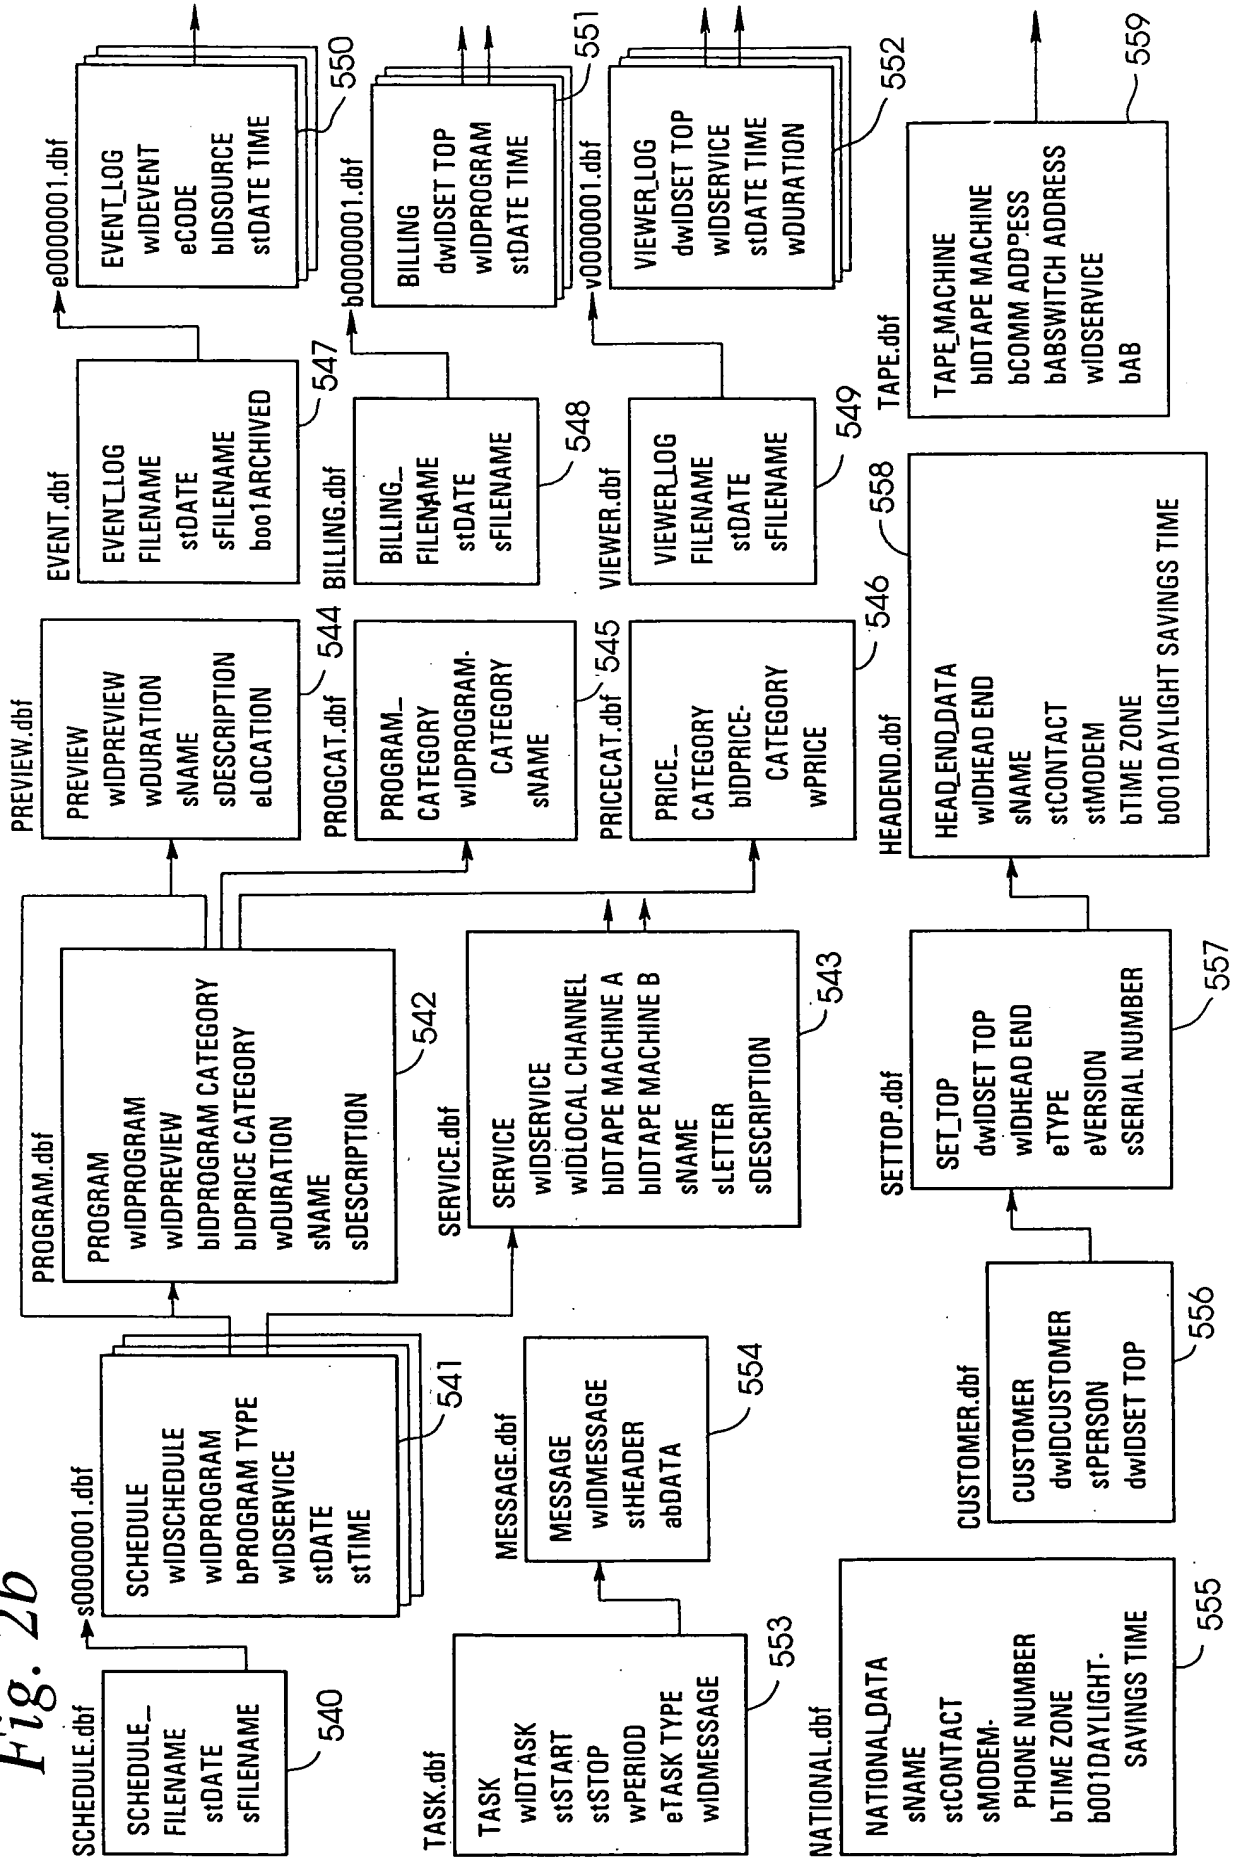 Fig. 2b
SCHEDULE.dbf
SCHEDULE_
FILENAME
stDATE
sFILENAME
540
s0000001.dbf
SCHEDULE
wIDSCHEDULE
wIDPROGRAM
bPROGRAM TYPE
wIDSERVICE
stDATE
stTIME
541
PROGRAM.dbf
PROGRAM
wIDPROGRAM
wIDPREVIEW
bIDPROGRAM CATEGORY
bIDPRICE CATEGORY
wDURATION
sNAME
sDESCRIPTION
542
PREVIEW.dbf
PREVIEW
wIDPREVIEW
wDURATION
sNAME
sDESCRIPTION
eLOCATION
544
EVENT.dbf
EVENT_LOG
FILENAME
stDATE
sFILENAME
boo1ARCHIVED
547
e0000001.dbf
EVENT_LOG
wIDEVENT
eCODE
bIDSOURCE
stDATE TIME
550
PROGCAT.dbf
PROGRAM_
CATEGORY
wIDPROGRAM-
CATEGORY
sNAME
545
BILLING.dbf
BILLING_
FILENAME
stDATE
sFILENAME
548
b0000001.dbf
BILLING
dwIDSET TOP
wIDPROGRAM
stDATE TIME
551
TASK.dbf
TASK
wIDTASK
stSTART
stSTOP
wPERIOD
eTASK TYPE
wIDMESSAGE
553
MESSAGE.dbf
MESSAGE
wIDMESSAGE
stHEADER
abDATA
554
SERVICE.dbf
SERVICE
wIDSERVICE
wIDLOCAL CHANNEL
bIDTAPE MACHINE A
bIDTAPE MACHINE B
sNAME
sLETTER
sDESCRIPTION
543
PRICECAT.dbf
PRICE_
CATEGORY
bIDPRICE-
CATEGORY
wPRICE
546
VIEWER.dbf
VIEWER_LOG
FILENAME
stDATE
sFILENAME
549
v0000001.dbf
VIEWER_LOG
dwIDSET TOP
wIDSERVICE
stDATE TIME
wDURATION
552
NATIONAL.dbf
NATIONAL_DATA
sNAME
stCONTACT
sMODEM-
PHONE NUMBER
bTIME ZONE
b001DAYLIGHT-
SAVINGS TIME
555
CUSTOMER.dbf
CUSTOMER
dwIDCUSTOMER
stPERSON
dwIDSET TOP
556
SETTOP.dbf
SET_TOP
dwIDSET TOP
wIDHEAD END
eTYPE
eVERSION
sSERIAL NUMBER
557
HEADEND.dbf
HEAD_END_DATA
wIDHEAD END
sNAME
stCONTACT
stMODEM
bTIME ZONE
b001DAYLIGHT SAVINGS TIME
558
TAPE.dbf
TAPE_MACHINE
bIDTAPE MACHINE
bCOMM ADDRESS
bABSWITCH ADDRESS
wIDSERVICE
bAB
559